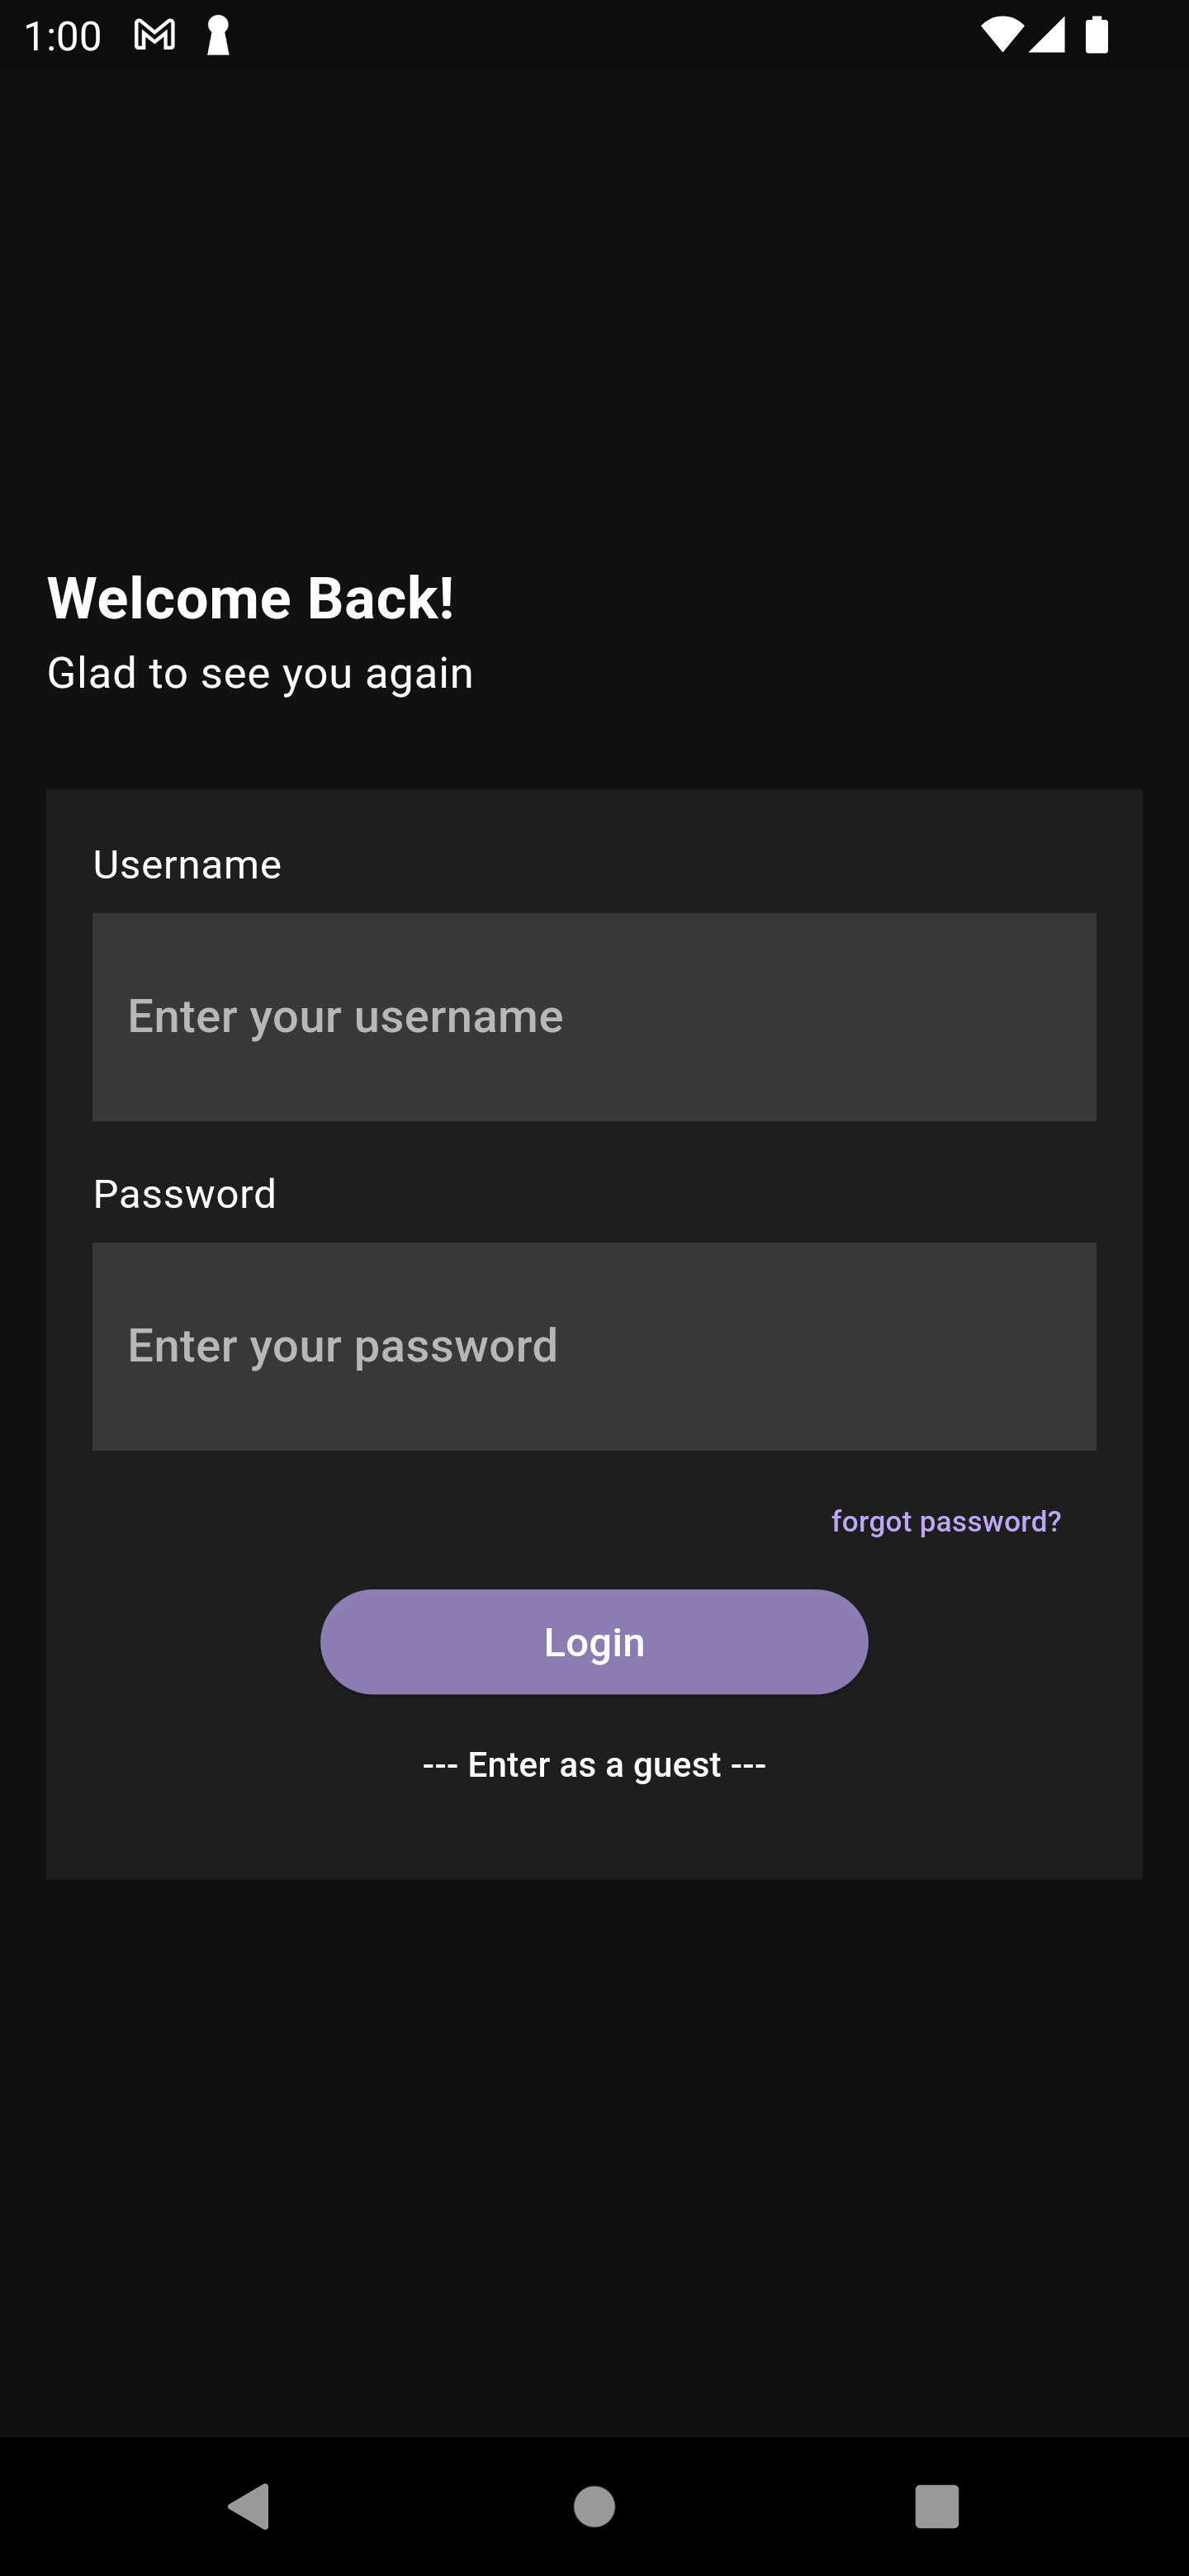 1:00
Welcome Back!
Glad to see you again
Username
Enter your username
Password
Enter your password
forgot password?
Login
--- Enter as a guest ---